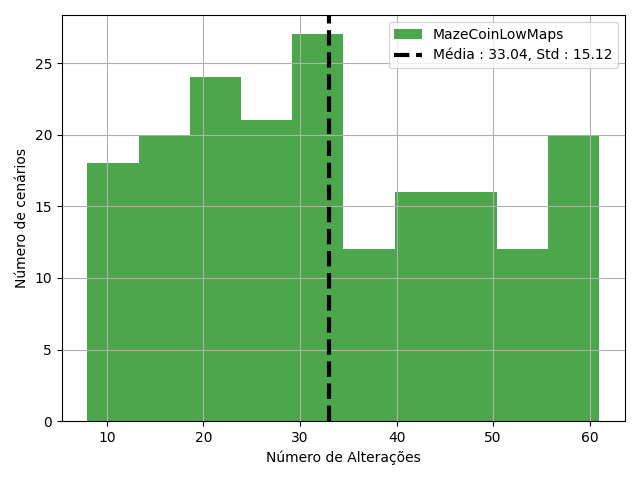 MazeCoinLowMaps
Média : 33.04, Std : 15.12
25
20
15
10
5
0
Número de cenários
10 20 30 40 50 60
Número de Alterações